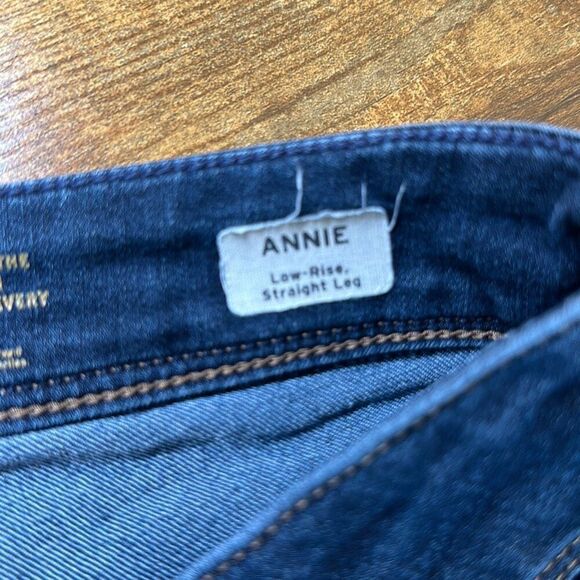 THE
VERY
ANNIE
Low-Rise,
Straight Leg